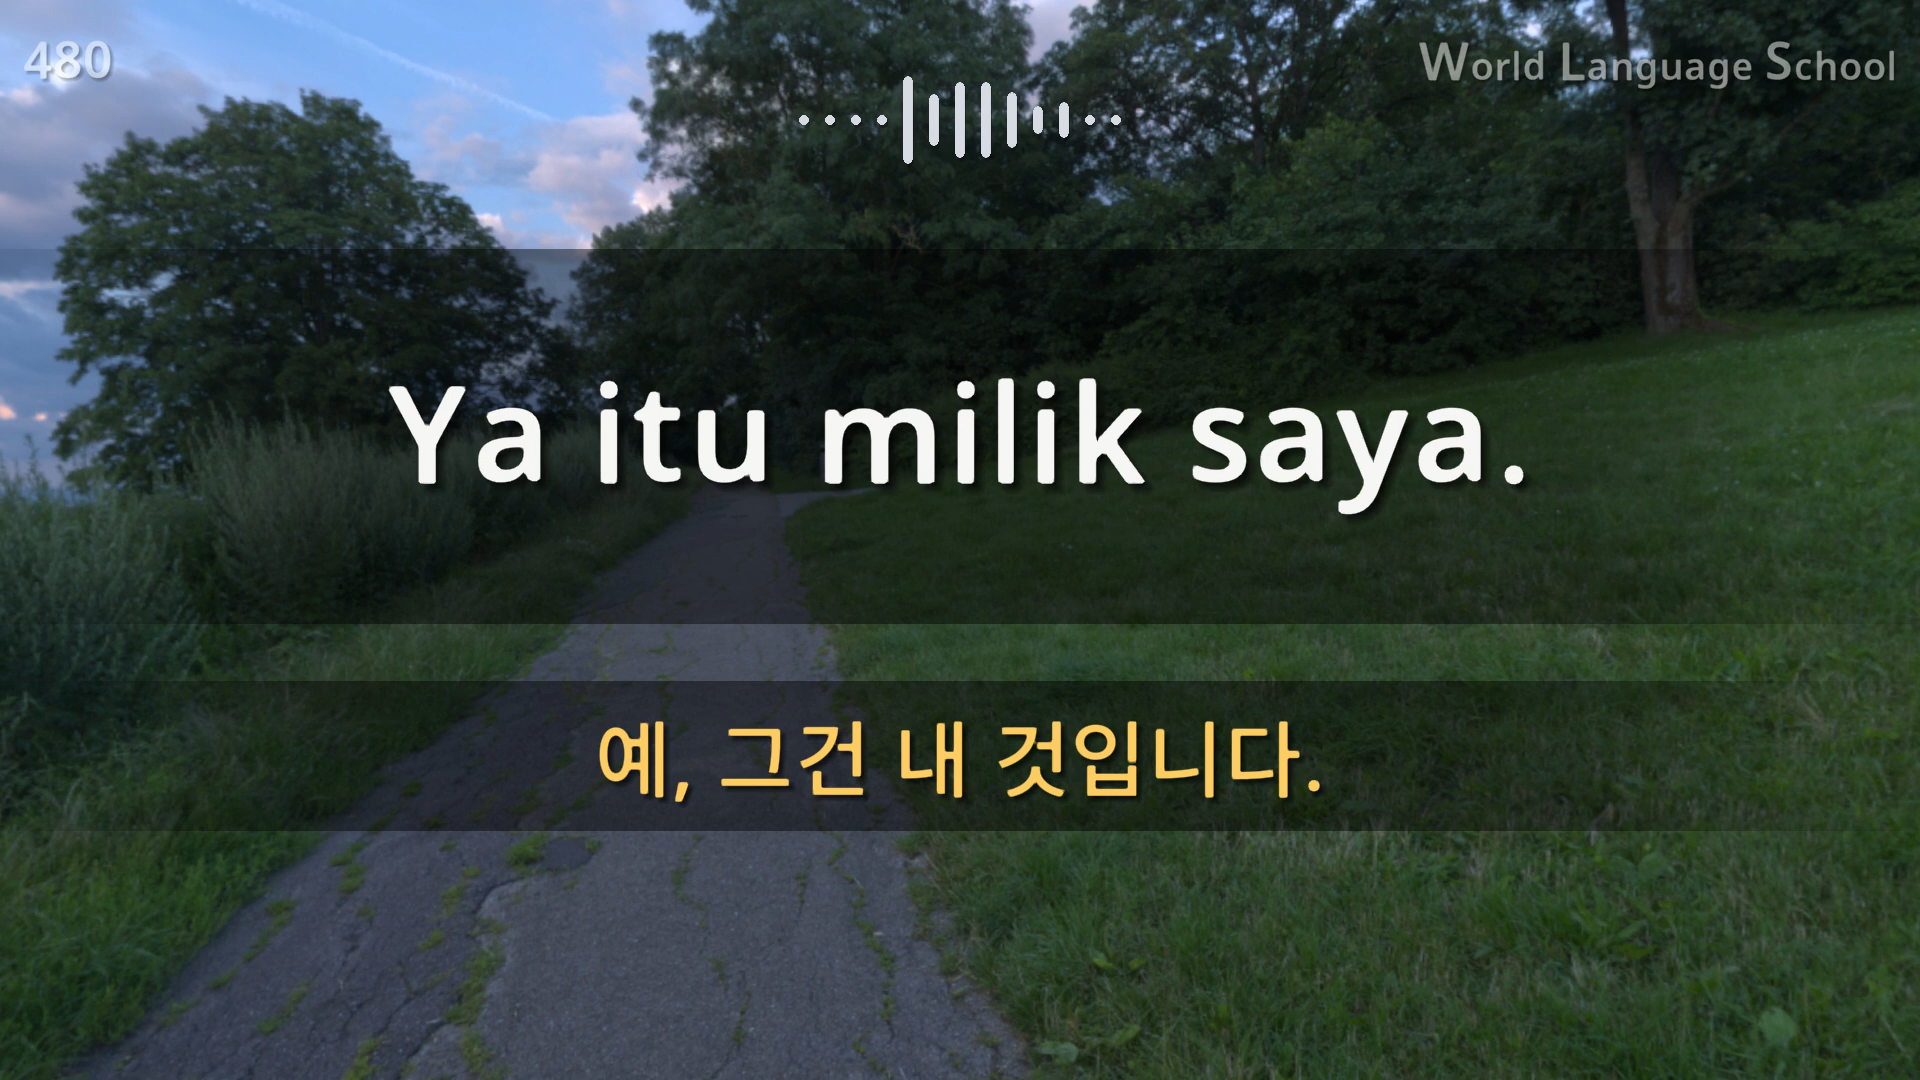 480
World Language School
Ya itu milik saya.
예, 그건 내 것입니다.